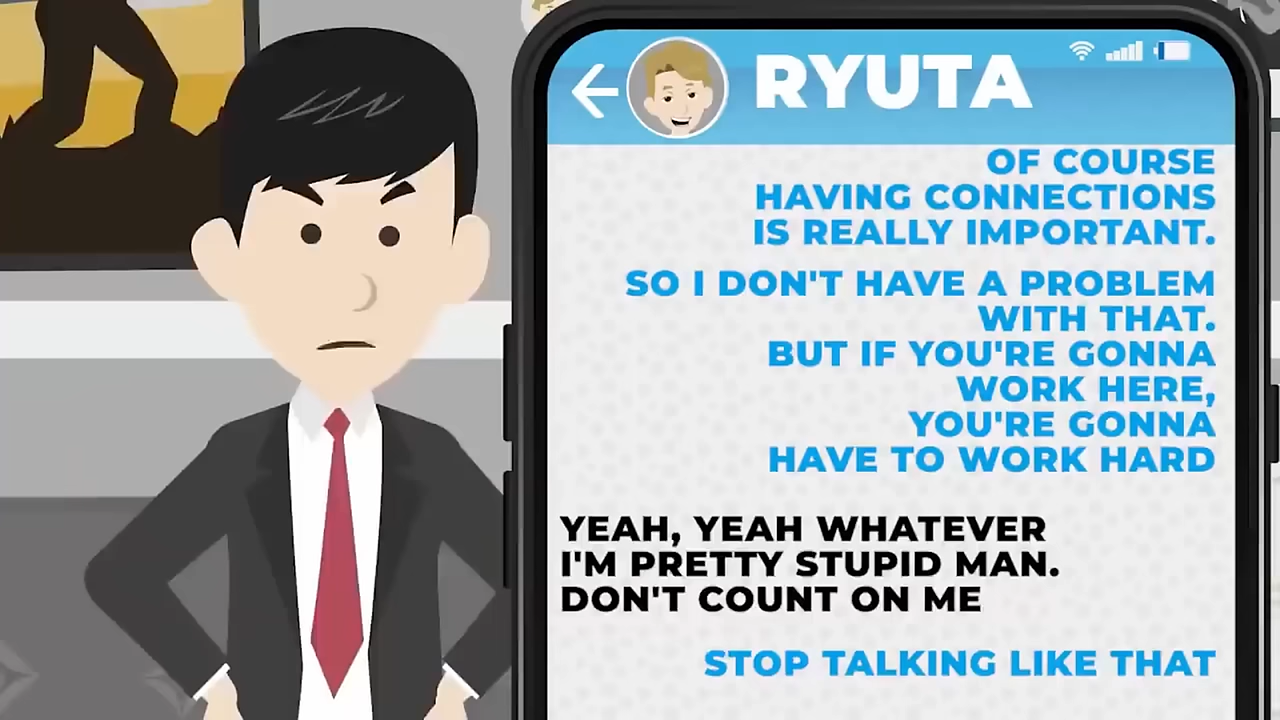 RYUTA
OF COURSE
HAVING CONNECTIONS
IS REALLY IMPORTANT.
SO I DON'T HAVE A PROBLEM
WITH THAT.
BUT IF YOU'RE GONNA
WORK HERE,
YOU'RE GONNA
HAVE TO WORK HARD
YEAH, YEAH WHATEVER
I'M PRETTY STUPID MAN.
DON'T COUNT ON ME
STOP TALKING LIKE THAT